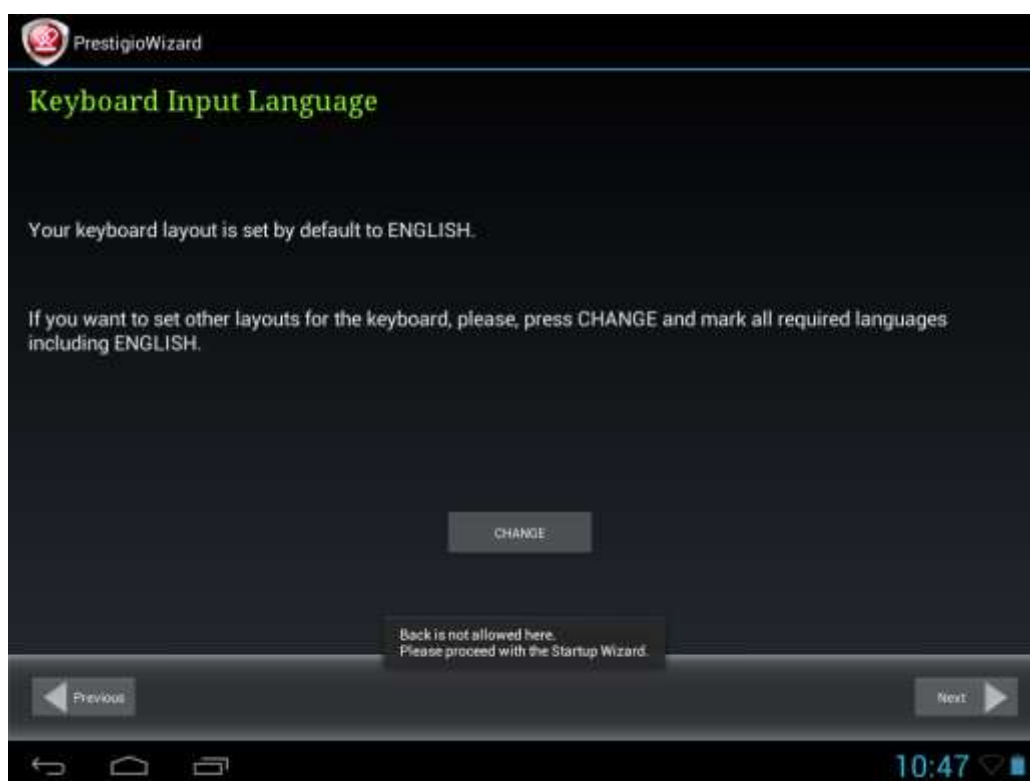 PrestigioWizard
Keyboard Input Language
Your keyboard layout is set by default to ENGLISH.
If you want to set other layouts for the keyboard, please, press CHANGE and mark all required languages
including ENGLISH.
CHANGE
Back is not allowed here.
Please proceed with the Startup Wizard.
Previous
Next
10:47